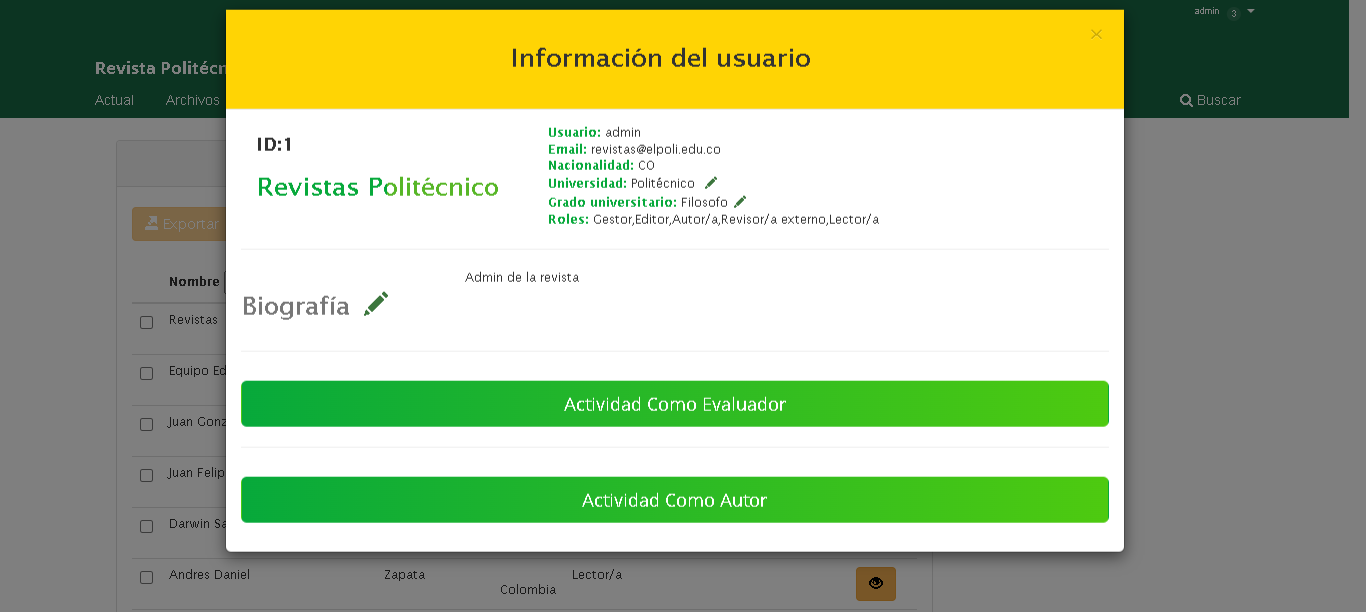 admin 3
Información del usuario
×
Revista Politécn
Actual Archivos
Buscar
ID:1
Revistas Politécnico
Usuario: admin
Email: revistas@elpoli.edu.co
Nacionalidad: CO
Universidad: Politécnico
Grado universitario: Filosofo
Roles: Gestor,Editor,Autor/a,Revisor/a externo,Lector/a
Exportar
Admin de la revista
Biografía
Nombre
Revistas
Equipo Ed
Actividad Como Evaluador
Juan Gonz
Juan Felip
Actividad Como Autor
Darwin Sa
Andres Daniel Zapata Lector/a
Colombia